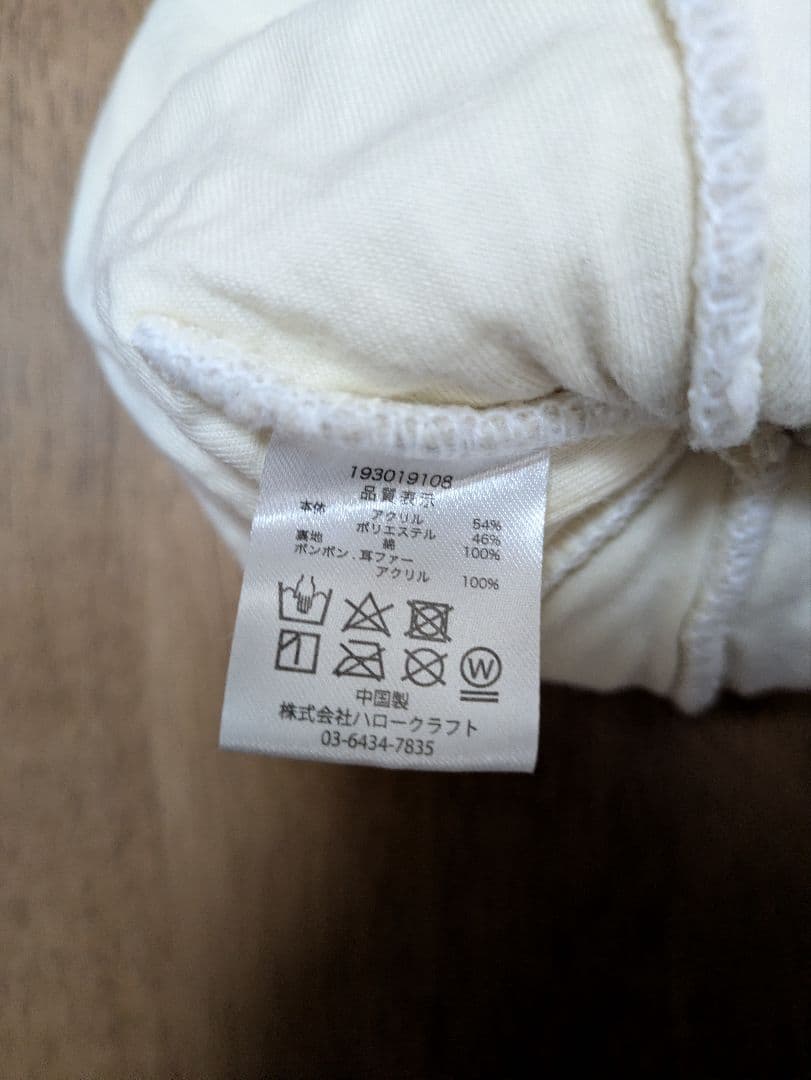 193019108
品質表示
本体 アクリル 54%
ポリエステル 46%
裏地 綿 100%
ボンボン.耳ファー
アクリル 100%
W
中国製
株式会社ハロークラフト
03-6434-7835